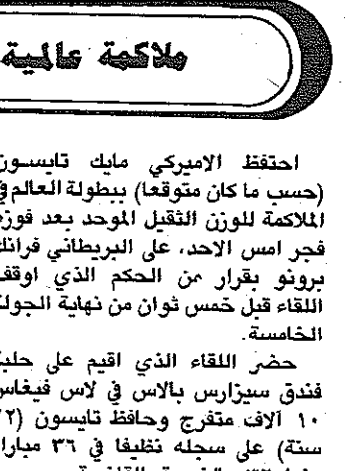 ملاكمة عالمية
احتفظ الاميركي مايك تايسون
(حسب ما كان متوقعا) ببطولة العالم في
الملاكمة للوزن الثقيل الموحد بعد فوزه
فجر امس الاحد، على البريطاني فرانك
برونو بقرار من الحكم الذي اوقف
اللقاء قبل خمس ثوان من نهاية الجولة
الخامسة.
حضر اللقاء الذي اقيم على حلبة
فندق سيزارس بالاس في لاس فيغاس
١٠ آلاف متفرج وحافظ تايسون
سنة) على سجله نظيفا في ٣٦ مباراة